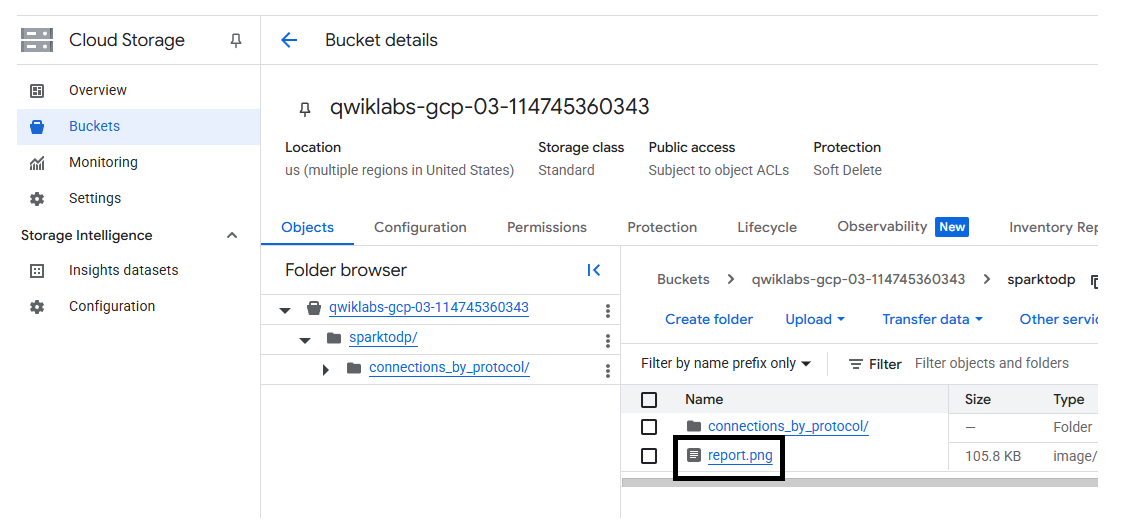 Cloud Storage
Bucket details
Overview
Buckets
Monitoring
Settings
Storage Intelligence
Insights datasets
Configuration
qwiklabs-gcp-03-114745360343
Location Storage class Public access Protection
us (multiple regions in United States) Standard Subject to object ACLs Soft Delete
Objects Configuration Permissions Protection Lifecycle Observability New Inventory Rep
Folder browser
qwiklabs-gcp-03-114745360343
sparktodp/
connections_by_protocol/
Buckets > qwiklabs-gcp-03-114745360343 > sparktodp
Create folder Upload Transfer data Other servic
Filter by name prefix only Filter Filter objects and folders
Name Size Type
connections_by_protocol/ — Folder
report.png 105.8 KB image/